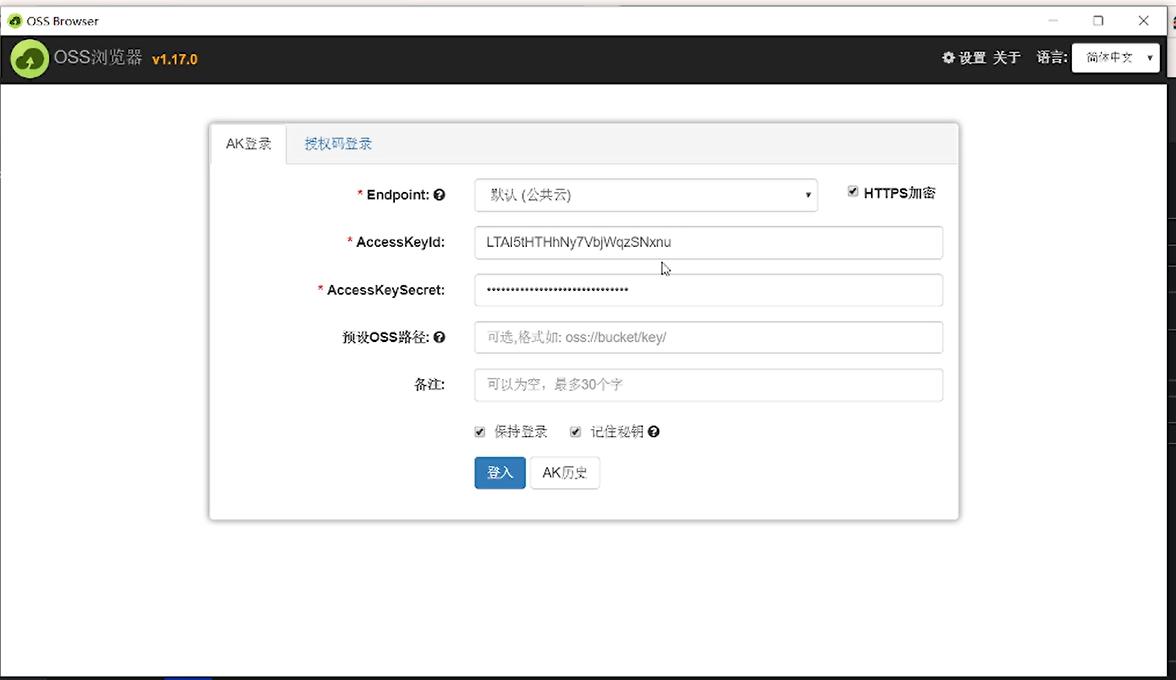 OSS Browser
OSS浏览器 v1.17.0 设置 关于 语言: 简体中文
AK登录 授权码登录
* Endpoint: 默认 (公共云) HTTPS加密
* AccessKeyId: LTAI5tHTHhNy7VbjWqzSNxnu
* AccessKeySecret: ••••••••••••••••••••••••••••••
预设OSS路径: 可选,格式如: oss://bucket/key/
备注: 可以为空，最多30个字
保持登录 记住秘钥
登入 AK历史